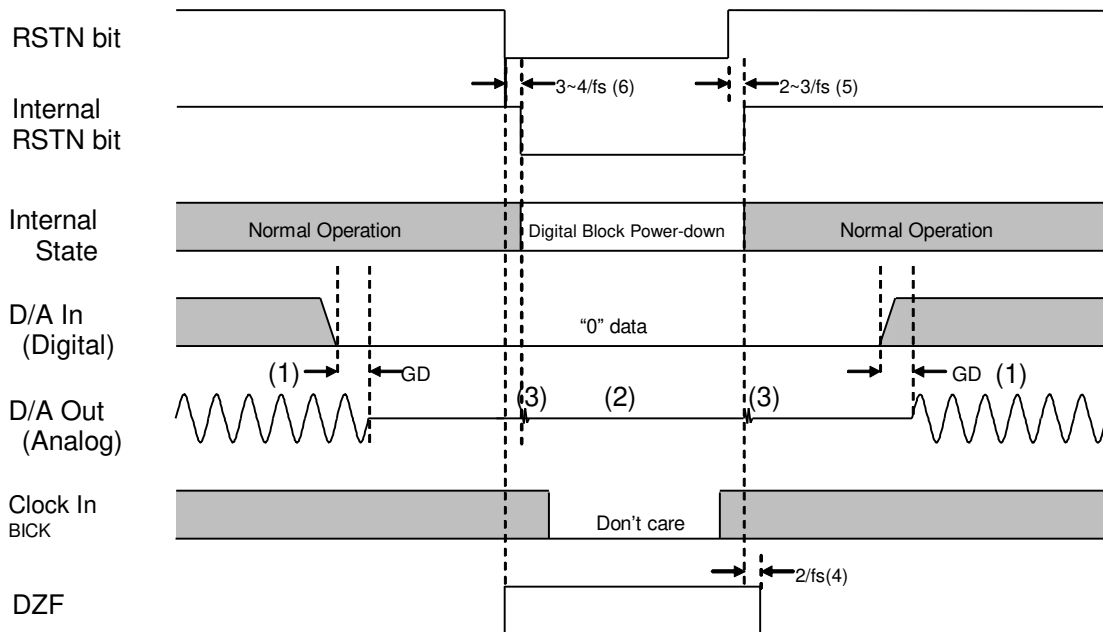 RSTN bit
3~4/fs (6)
2~3/fs (5)
Internal
RSTN bit
Internal
State
Normal Operation
Digital Block Power-down
Normal Operation
D/A In
(Digital)
“0” data
(1)
GD
GD
(1)
D/A Out
(Analog)
(3)
(2)
(3)
Clock In
BICK
Don’t care
2/fs(4)
DZF